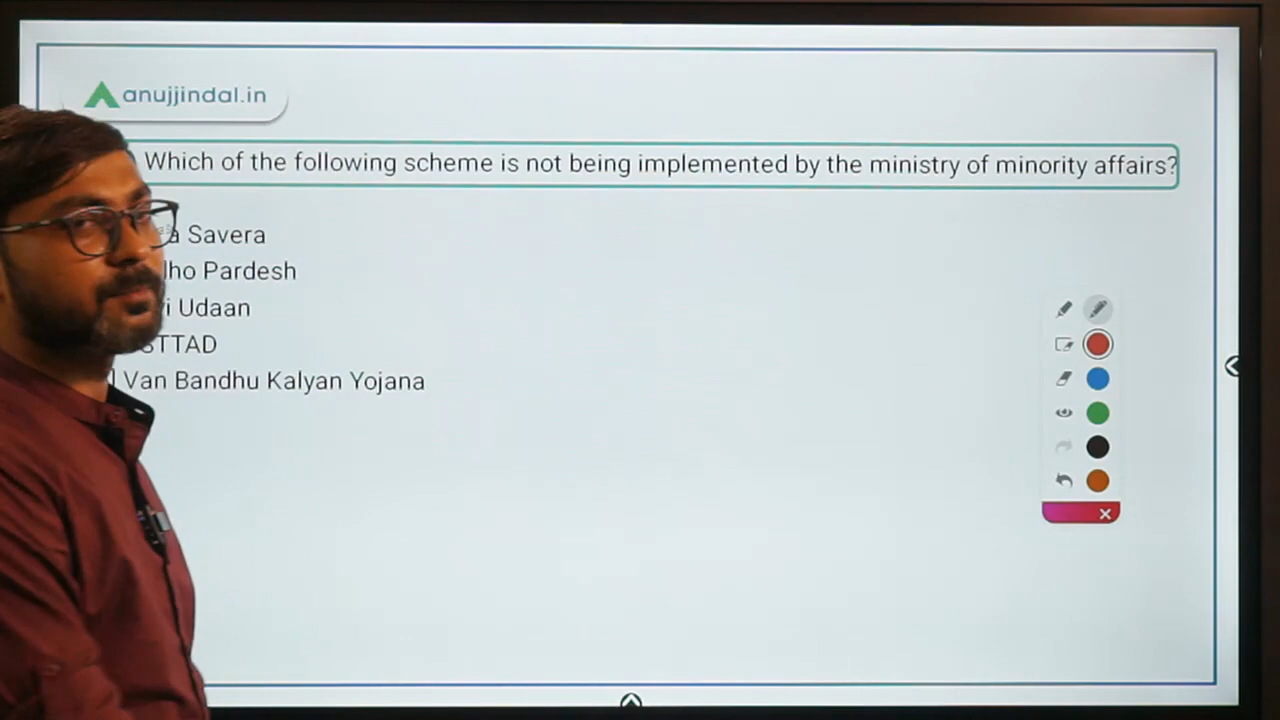 anujjindal.in
Which of the following scheme is not being implemented by the ministry of minority affairs?
Savera
Pardesh
Udaan
Van Bandhu Kalyan Yojana